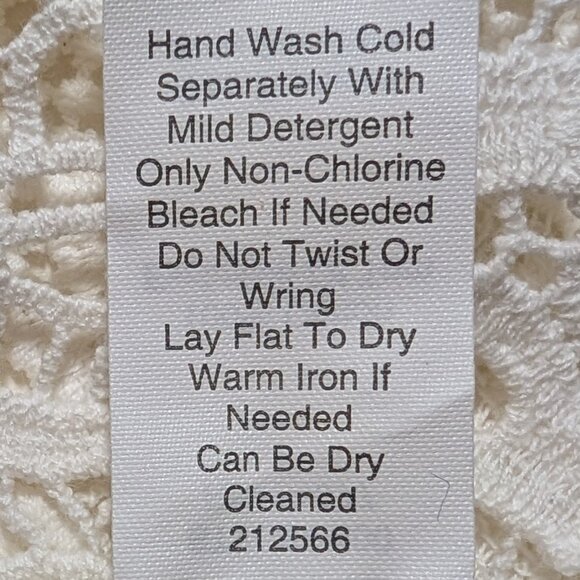 Hand Wash Cold
Separately With
Mild Detergent
Only Non-Chlorine
Bleach If Needed
Do Not Twist Or
Wring
Lay Flat To Dry
Warm Iron If
Needed
Can Be Dry
Cleaned
212566